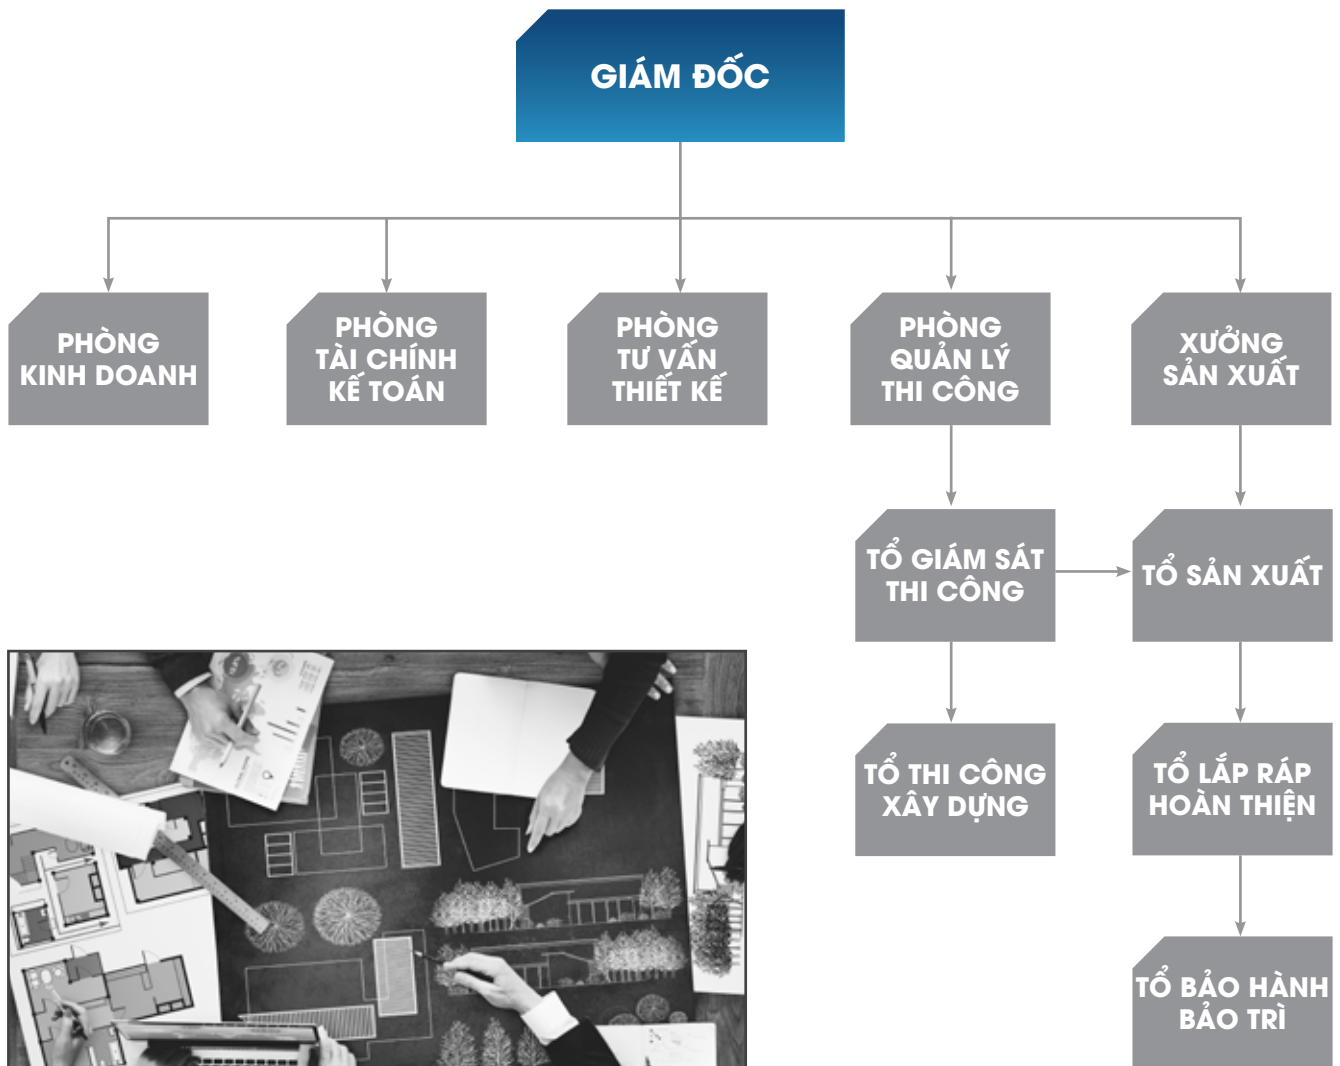 GIÁM ĐỐC
PHÒNG
KINH DOANH
PHÒNG
TÀI CHÍNH
KẾ TOÁN
PHÒNG
TƯ VẤN
THIẾT KẾ
PHÒNG
QUẢN LÝ
THI CÔNG
XƯỞNG
SẢN XUẤT
TỔ GIÁM SÁT
THI CÔNG
TỔ SẢN XUẤT
TỔ THI CÔNG
XÂY DỰNG
TỔ LẮP RÁP
HOÀN THIỆN
TỔ BẢO HÀNH
BẢO TRÌ